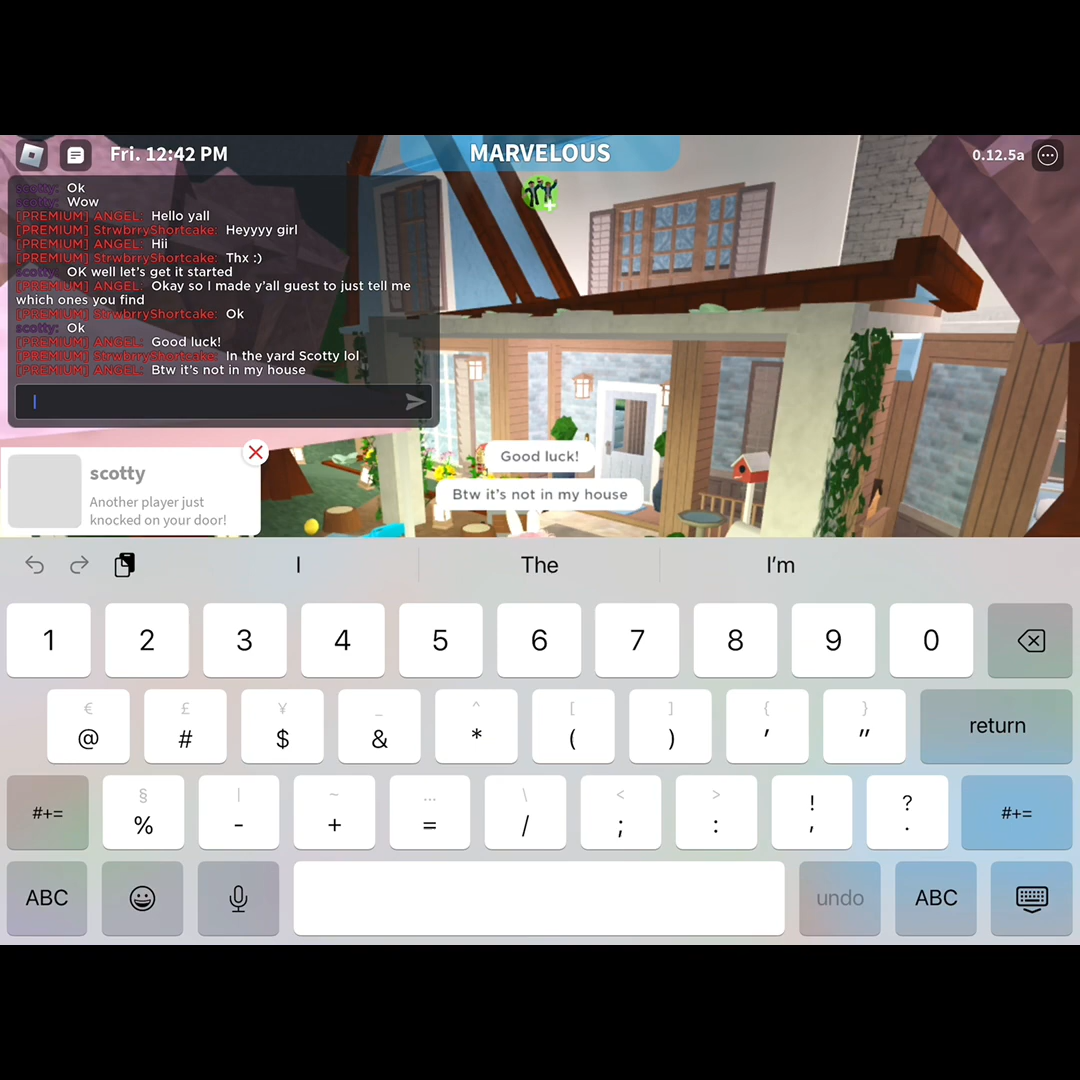 Fri. 12:42 PM
MARVELOUS
0.12.5a
scotty: Ok
scotty: Wow
[PREMIUM] ANGEL: Hello yall
[PREMIUM] StrwbrryShortcake: Heyyyy girl
[PREMIUM] ANGEL: Hii
[PREMIUM] StrwbrryShortcake: Thx :)
scotty: OK well let's get it started
[PREMIUM] ANGEL: Okay so I made y'all guest to just tell me
which ones you find
[PREMIUM] StrwbrryShortcake: Ok
scotty: Ok
[PREMIUM] ANGEL: Good luck!
[PREMIUM] StrwbrryShortcake: In the yard Scotty lol
[PREMIUM] ANGEL: Btw it's not in my house
scotty
Another player just
knocked on your door!
Good luck!
Btw it's not in my house
I The I'm
1 2 3 4 5 6 7 8 9 0
€ £ ¥ _ ^ [ ] { }
@ # $ & * ( ) ' " return
§ | ~ … \ < > ! ?
#+= % - + = / ; : , . #+=
ABC undo ABC